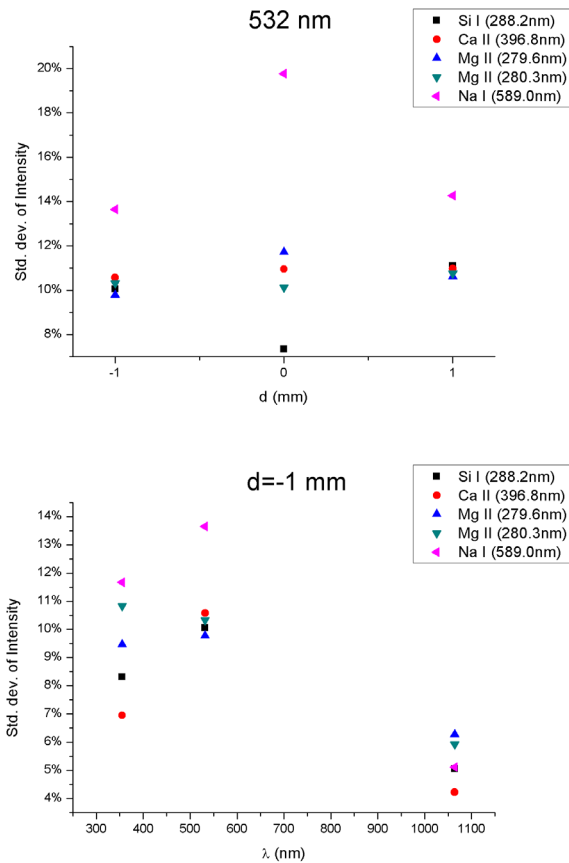 532 nm
Si I (288.2nm)
Ca II (396.8nm)
Mg II (279.6nm)
Mg II (280.3nm)
Na I (589.0nm)
20%
18%
16%
14%
12%
10%
8%
Std. dev. of Intensity
-1 0 1
d (mm)
d=-1 mm
Si I (288.2nm)
Ca II (396.8nm)
Mg II (279.6nm)
Mg II (280.3nm)
Na I (589.0nm)
14%
13%
12%
11%
10%
9%
8%
7%
6%
5%
4%
Std. dev. of Intensity
300 400 500 600 700 800 900 1000 1100
λ (nm)